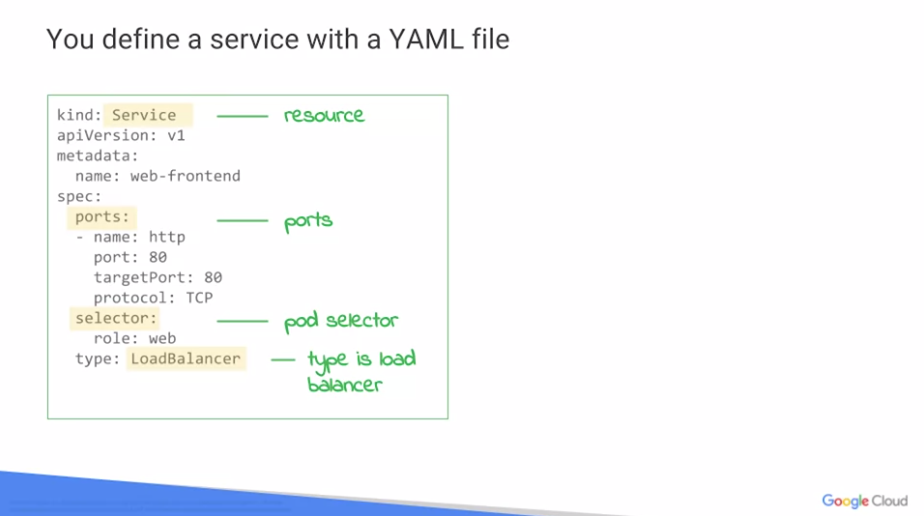 You define a service with a YAML file
kind: Service
resource
apiVersion: v1
metadata:
name: web-frontend
spec:
ports:
ports
- name: http
port: 80
targetPort: 80
protocol: TCP
selector:
pod selector
role: web
type: LoadBalancer
type is load
balancer
Google Cloud